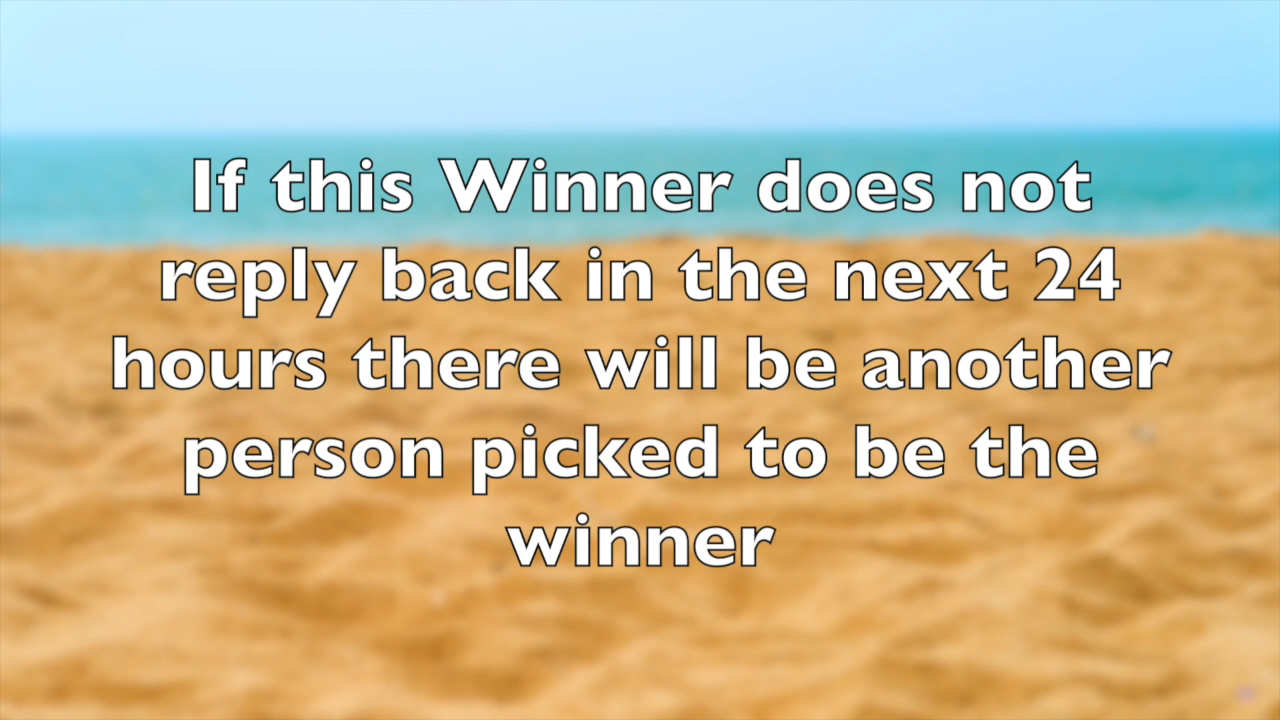 If this Winner does not
reply back in the next 24
hours there will be another
person picked to be the
winner